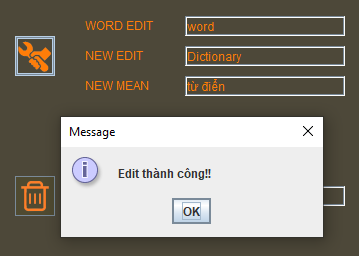 WORD EDIT word
NEW EDIT Dictionary
NEW MEAN từ điển
Message
Edit thành công!!
OK